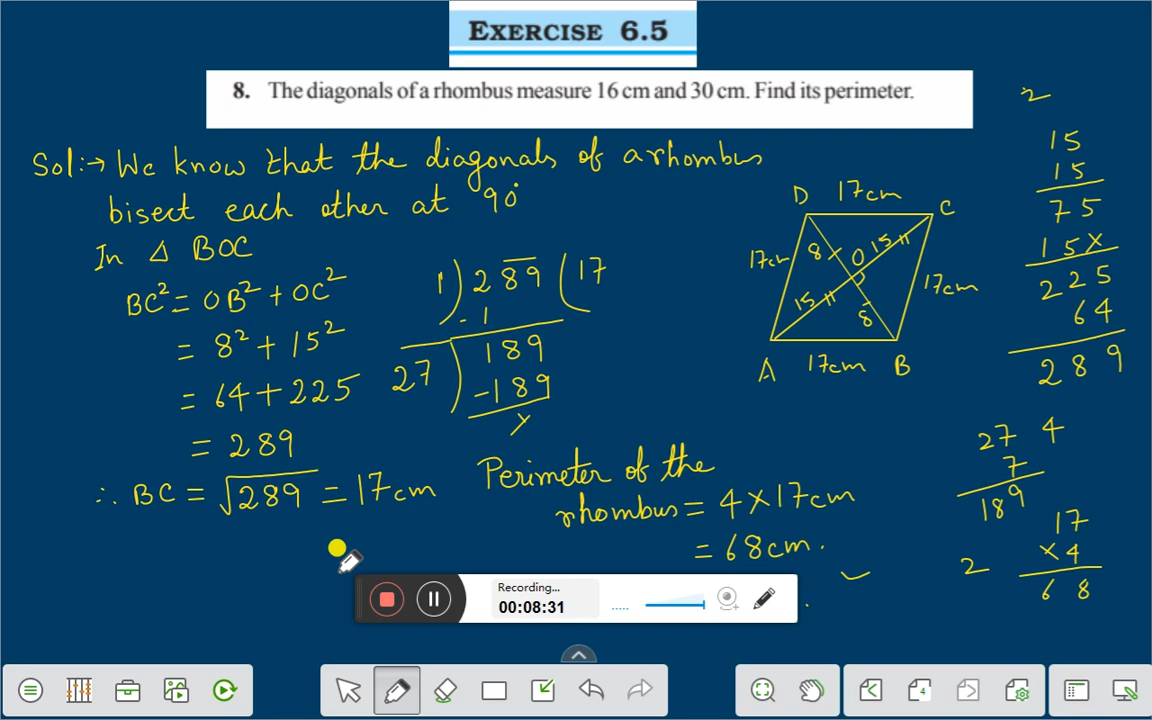 EXERCISE 6.5
8. The diagonals of a rhombus measure 16 cm and 30 cm. Find its perimeter.
Sol:→ We know that the diagonals of a rhombus
bisect each other at 90°
In △ BOC
BC² = OB² + OC²
= 8² + 15²
= 64 + 225
= 289
∴ BC = √289 = 17cm
1) 289 (17
-1
27) 189
-189
x
Perimeter of the
rhombus = 4 × 17cm
= 68cm.
D 17cm C
17cm 8 O 15
15 8 17cm
A 17cm B
2
15
15
75
15x
225
64
289
27 4
7
189
17
2 ×4
68
Recording...
00:08:31
4